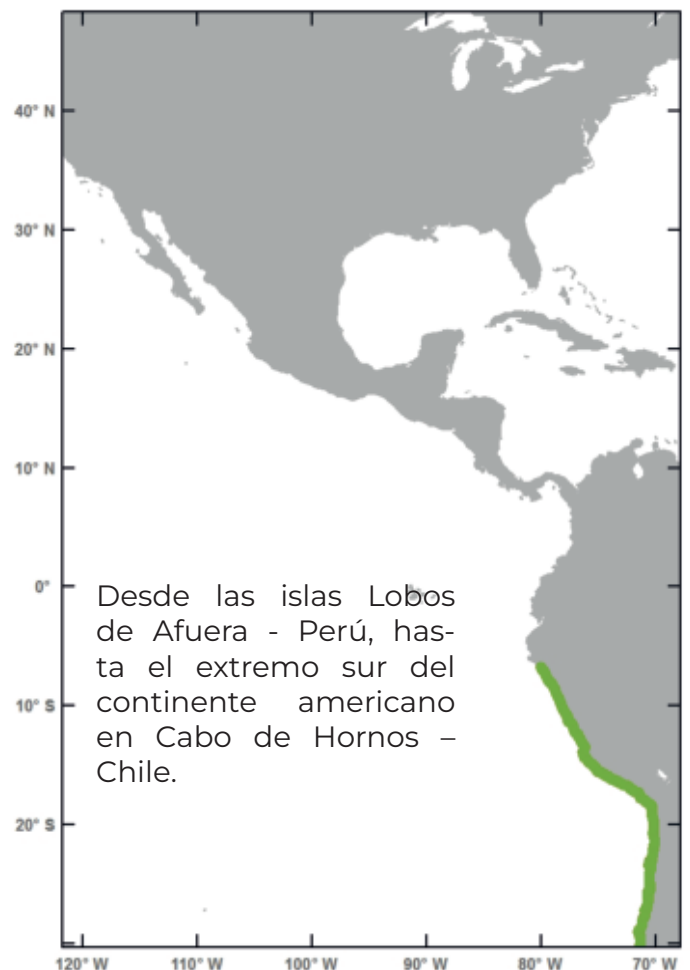 40° N
30° N
20° N
10° N
0°
Desde las islas Lobos
de Afuera - Perú, has-
ta el extremo sur del
continente americano
en Cabo de Hornos –
Chile.
10° S
20° S
120° W 110° W 100° W 90° W 80° W 70° W